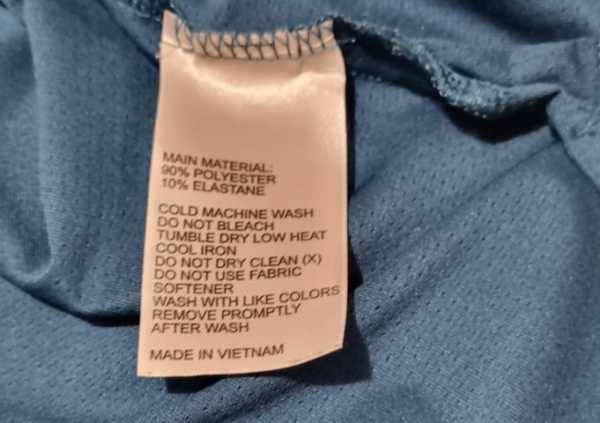 MAIN MATERIAL:
90% POLYESTER
10% ELASTANE
COLD MACHINE WASH
DO NOT BLEACH
TUMBLE DRY LOW HEAT
COOL IRON
DO NOT DRY CLEAN (X)
DO NOT USE FABRIC
SOFTENER
WASH WITH LIKE COLORS
REMOVE PROMPTLY
AFTER WASH
MADE IN VIETNAM